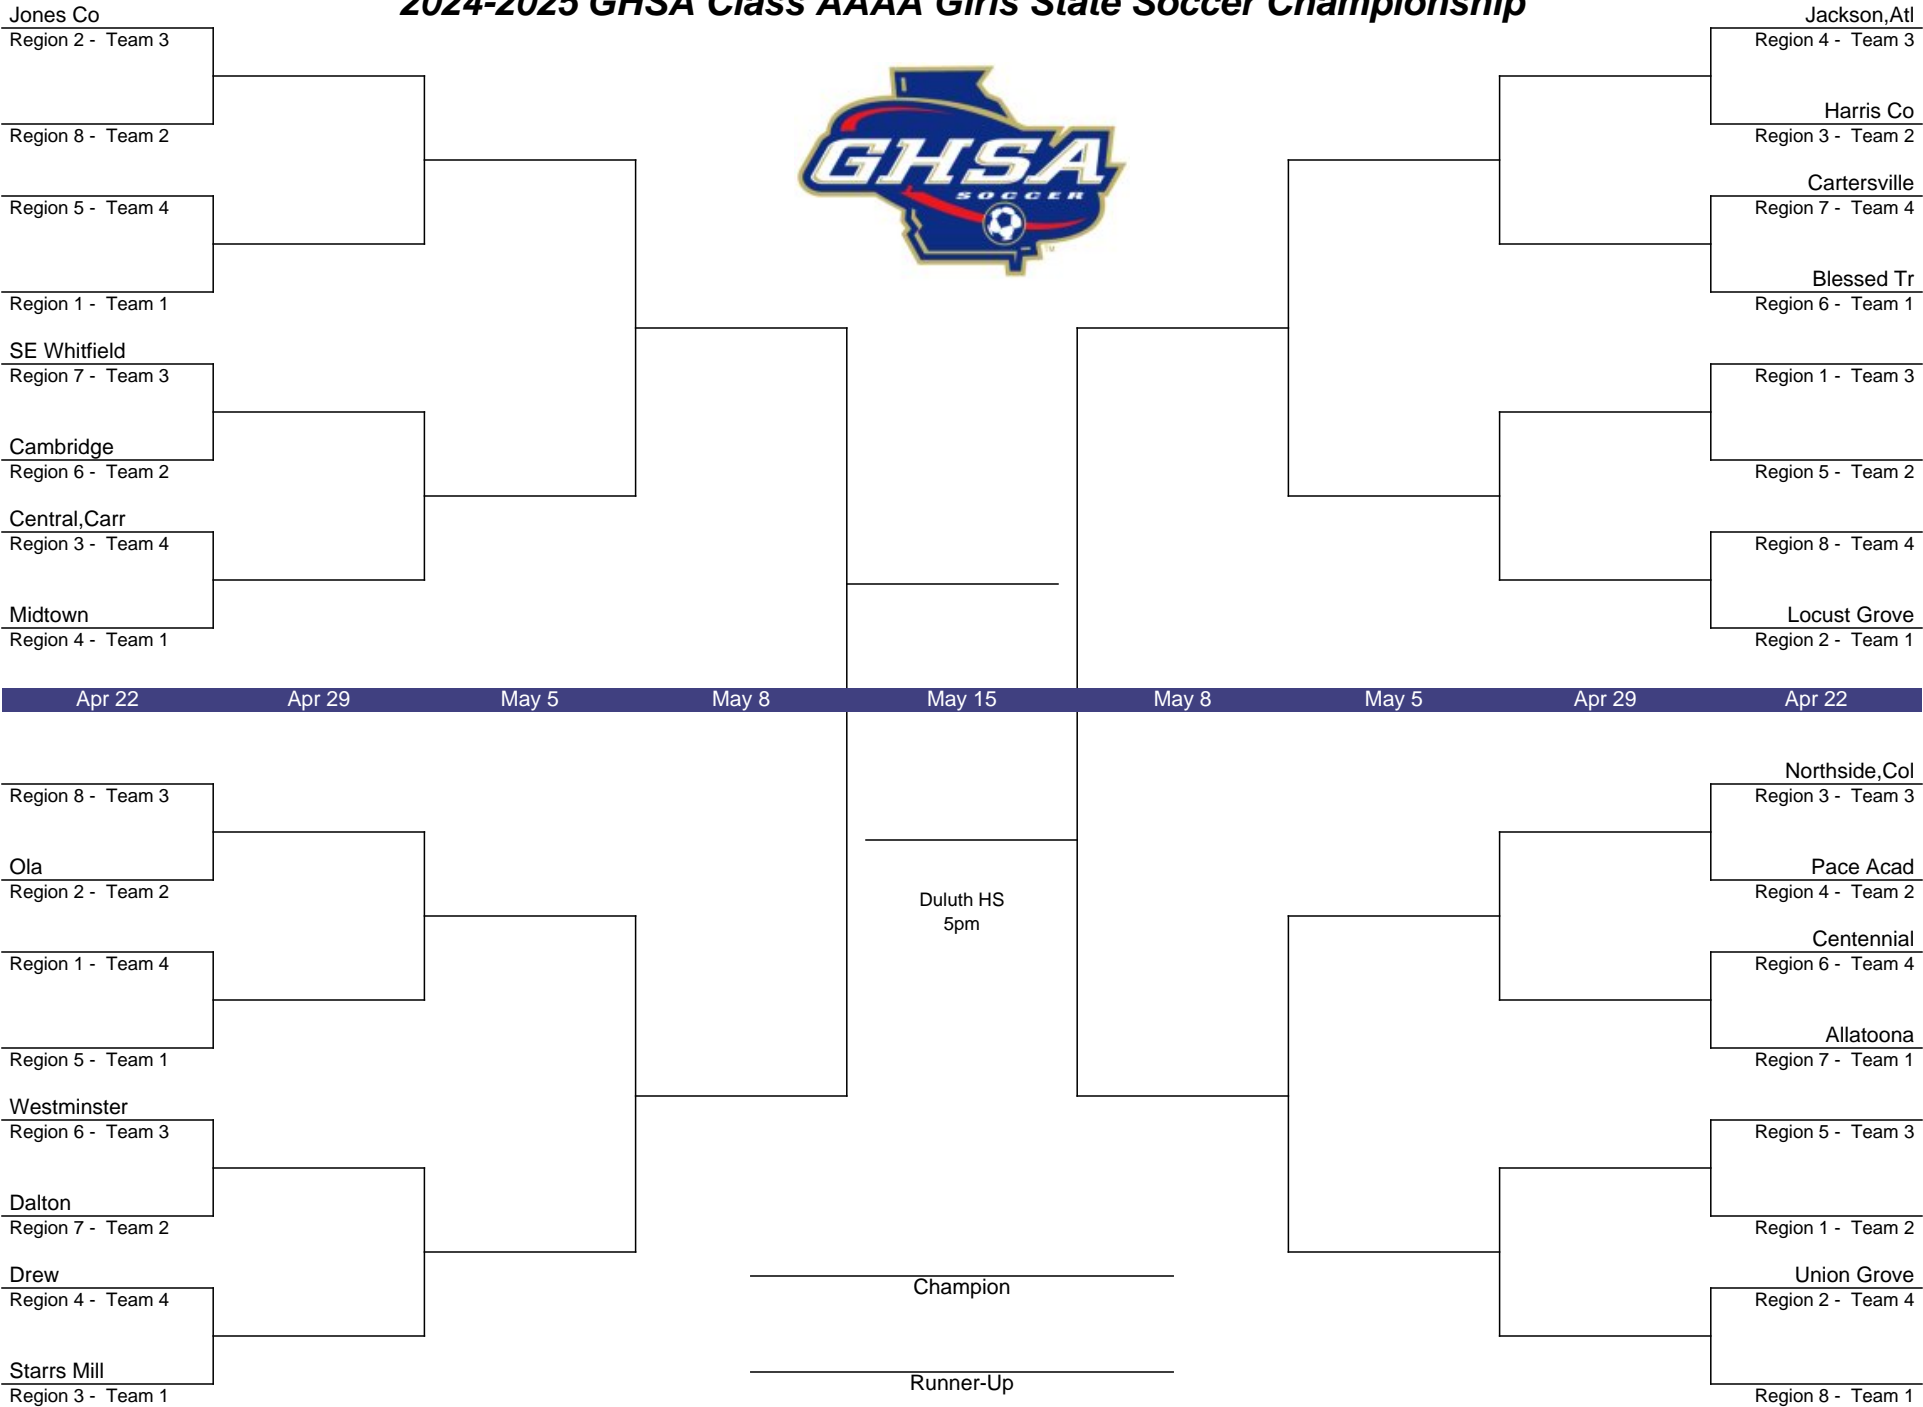 2024-2025 GHSA Class AAAA Girls State Soccer Championship
Jones Co
Region 2 - Team 3
Region 8 - Team 2
Region 5 - Team 4
Region 1 - Team 1
SE Whitfield
Region 7 - Team 3
Cambridge
Region 6 - Team 2
Central,Carr
Region 3 - Team 4
Midtown
Region 4 - Team 1
GHSA
SOCCER
TM
Jackson,Atl
Region 4 - Team 3
Harris Co
Region 3 - Team 2
Cartersville
Region 7 - Team 4
Blessed Tr
Region 6 - Team 1
Region 1 - Team 3
Region 5 - Team 2
Region 8 - Team 4
Locust Grove
Region 2 - Team 1
Apr 22 Apr 29 May 5 May 8 May 15 May 8 May 5 Apr 29 Apr 22
Region 8 - Team 3
Ola
Region 2 - Team 2
Region 1 - Team 4
Region 5 - Team 1
Westminster
Region 6 - Team 3
Dalton
Region 7 - Team 2
Drew
Region 4 - Team 4
Starrs Mill
Region 3 - Team 1
Duluth HS
5pm
Champion
Runner-Up
Northside,Col
Region 3 - Team 3
Pace Acad
Region 4 - Team 2
Centennial
Region 6 - Team 4
Allatoona
Region 7 - Team 1
Region 5 - Team 3
Region 1 - Team 2
Union Grove
Region 2 - Team 4
Region 8 - Team 1